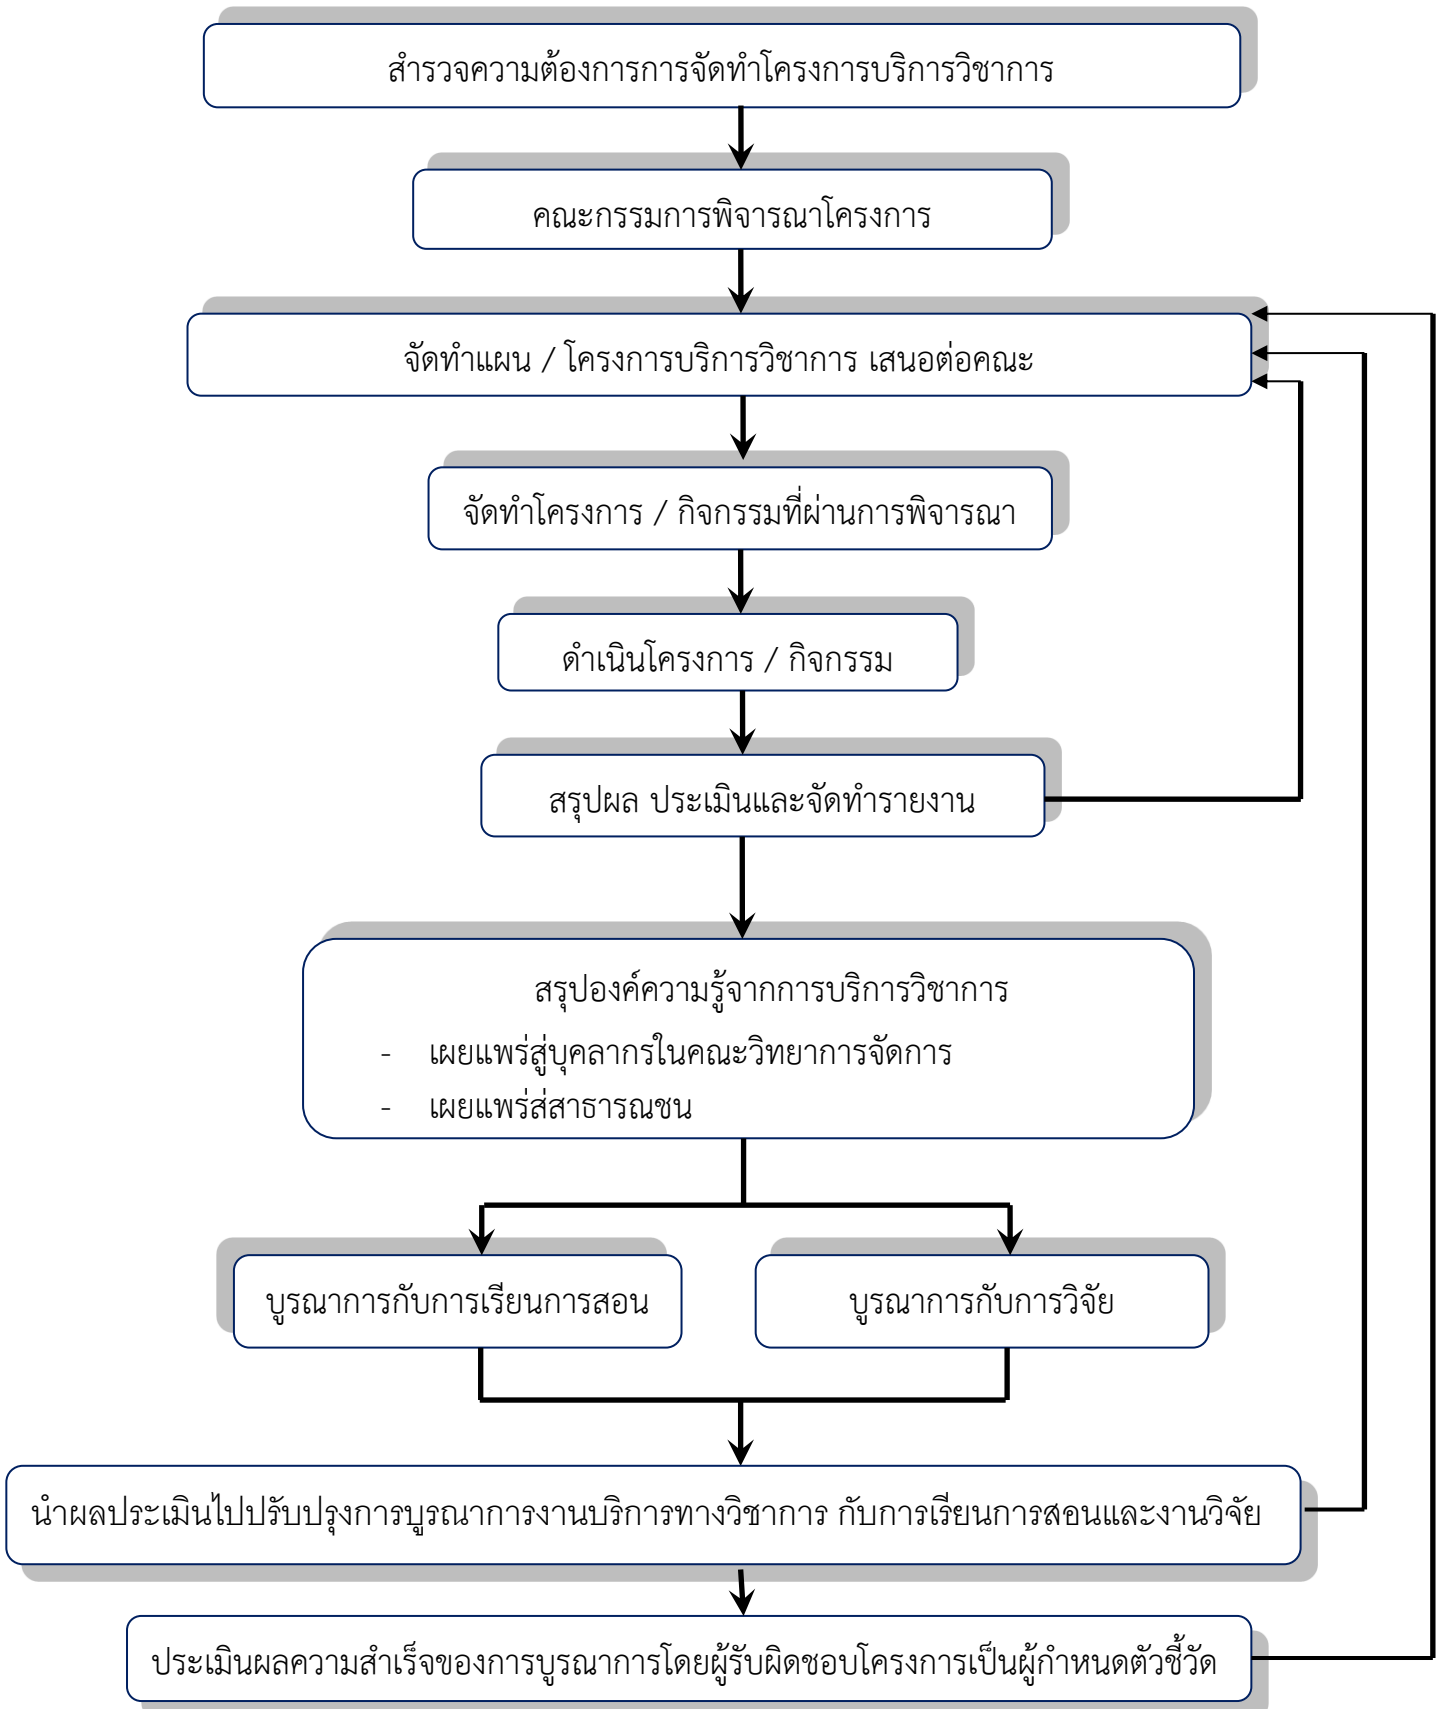 สำรวจความต้องการการจัดทำโครงการบริการวิชาการ
คณะกรรมการพิจารณาโครงการ
จัดทำแผน / โครงการบริการวิชาการ เสนอต่อคณะ
จัดทำโครงการ / กิจกรรมที่ผ่านการพิจารณา
ดำเนินโครงการ / กิจกรรม
สรุปผล ประเมินและจัดทำรายงาน
สรุปองค์ความรู้จากการบริการวิชาการ
- เผยแพร่สู่บุคลากรในคณะวิทยาการจัดการ
- เผยแพร่ส่สาธารณชน
บูรณาการกับการเรียนการสอน
บูรณาการกับการวิจัย
นำผลประเมินไปปรับปรุงการบูรณาการงานบริการทางวิชาการ กับการเรียนการสอนและงานวิจัย
ประเมินผลความสำเร็จของการบูรณาการโดยผู้รับผิดชอบโครงการเป็นผู้กำหนดตัวชี้วัด